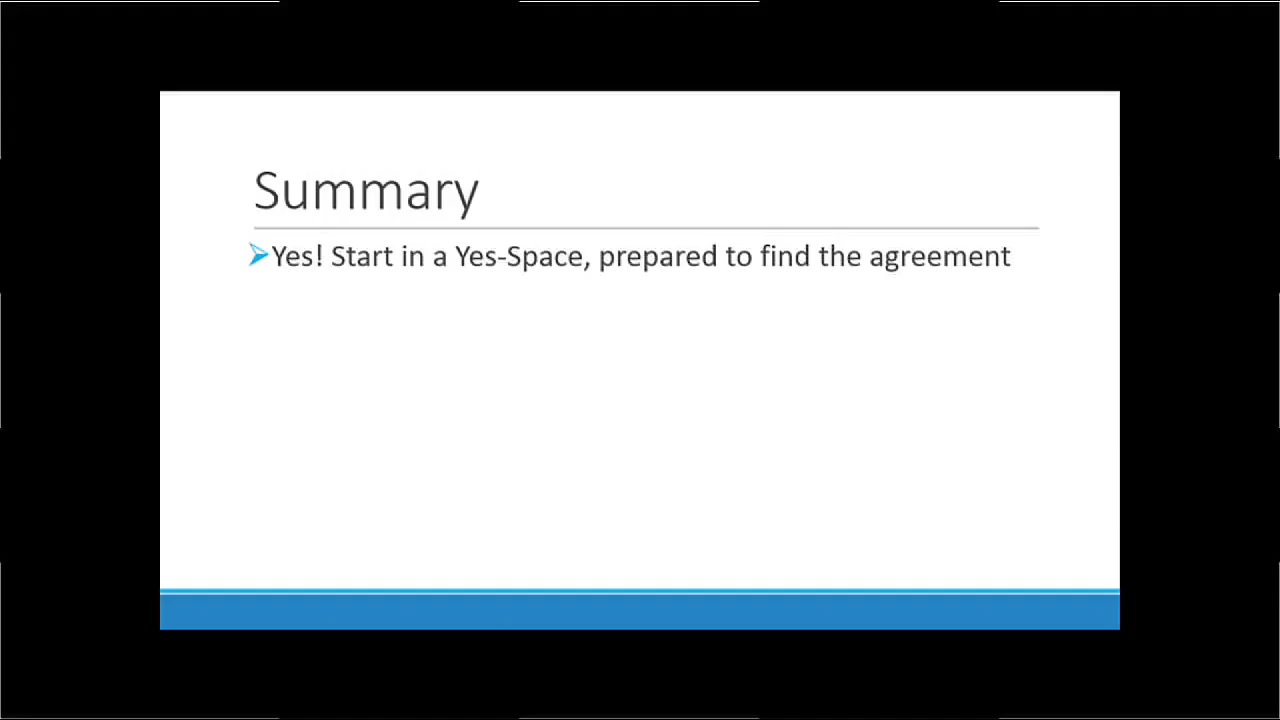 Summary
Yes! Start in a Yes-Space, prepared to find the agreement